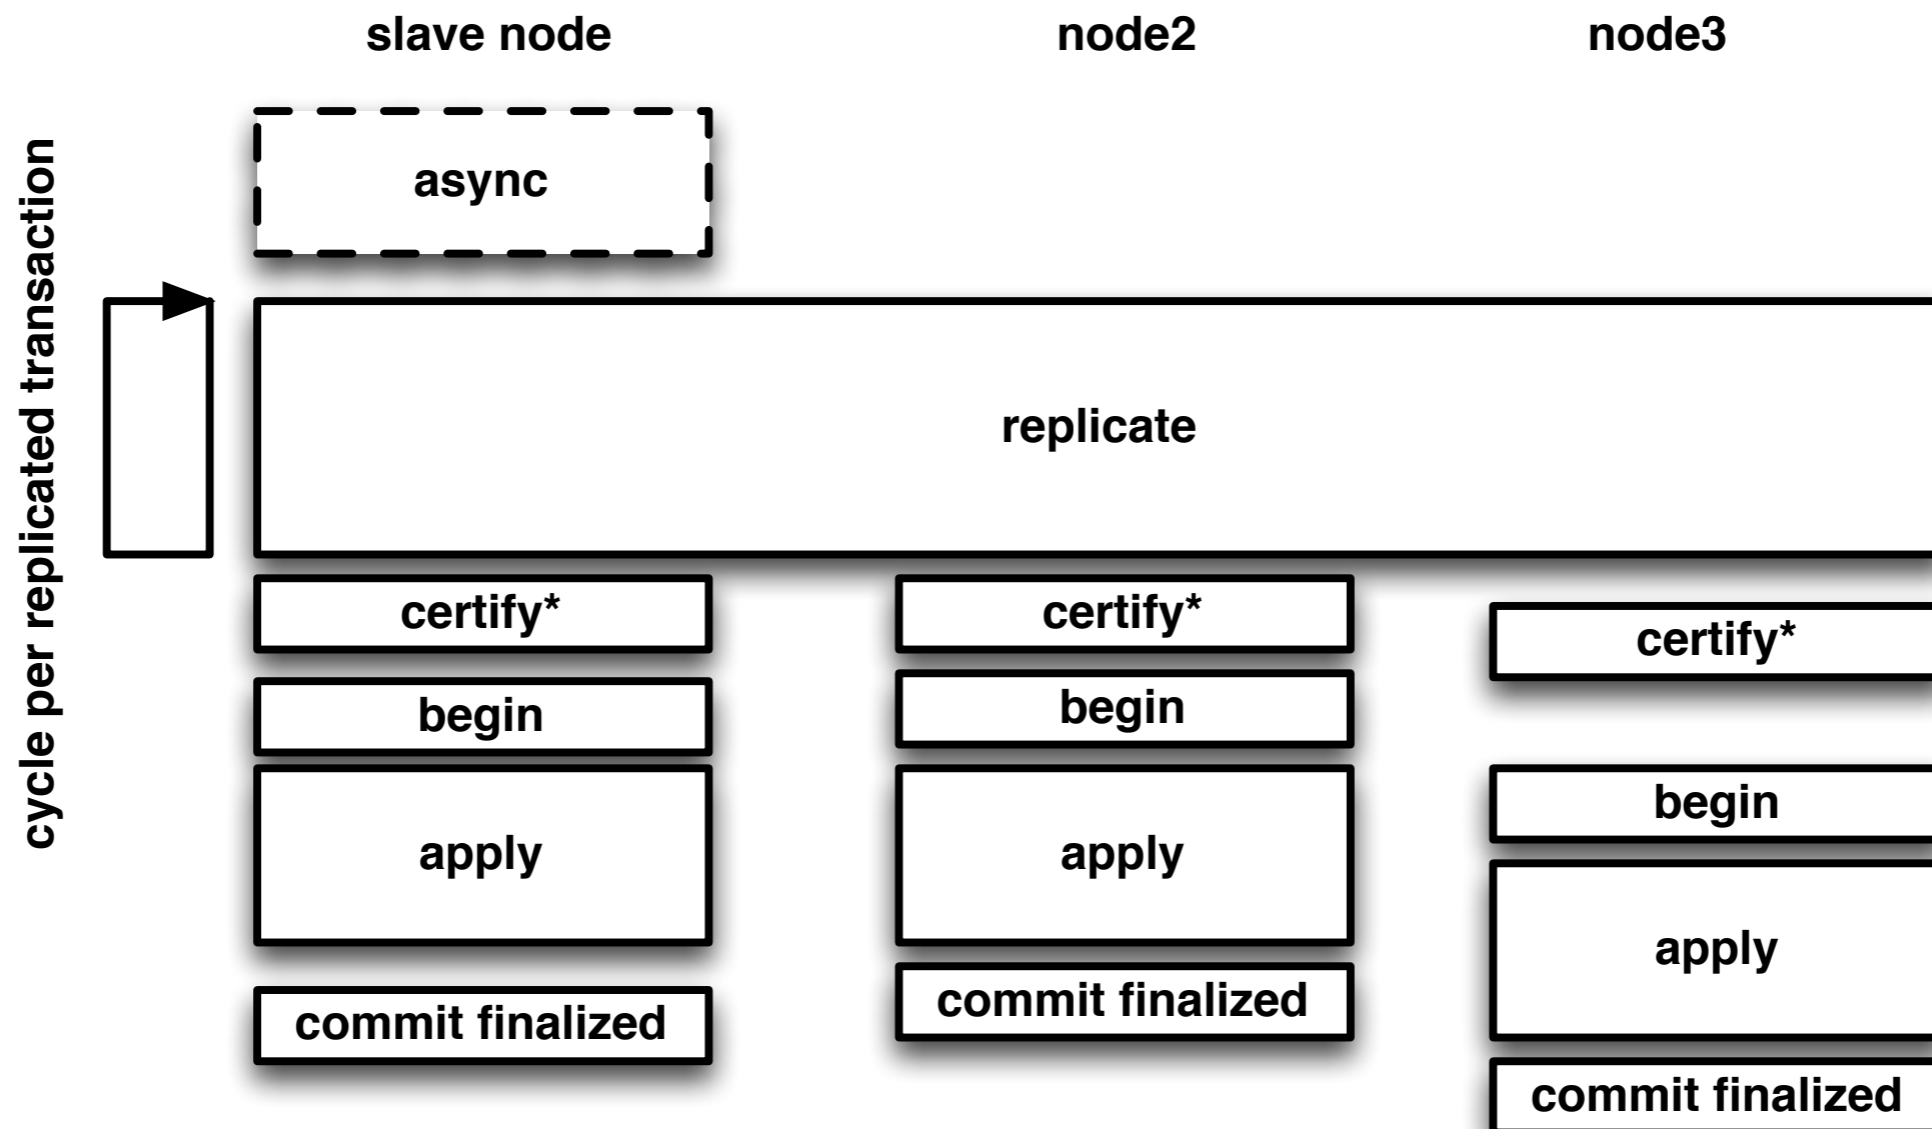 slave node
node2
node3
cycle per replicated transaction
async
replicate
certify*
certify*
certify*
begin
begin
begin
apply
apply
apply
commit finalized
commit finalized
commit finalized